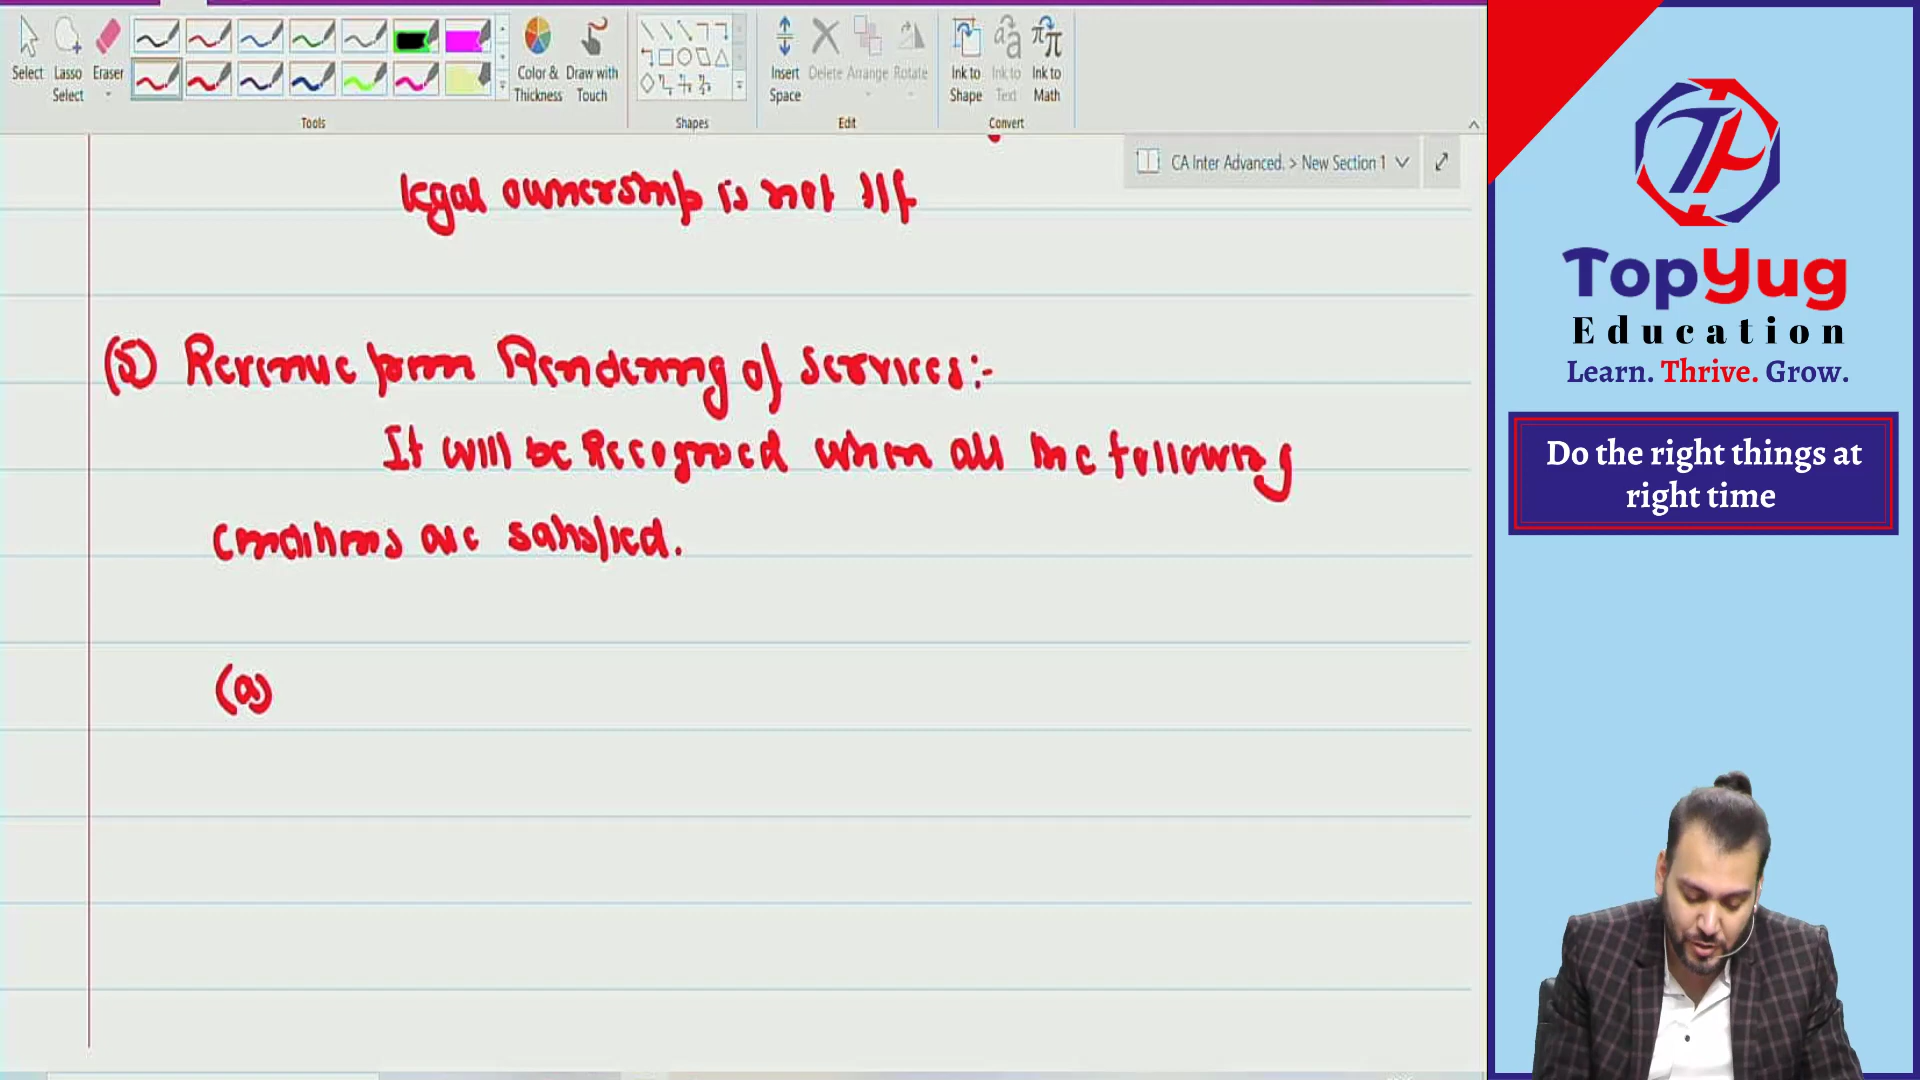 Select
Lasso Select
Eraser
Color & Thickness
Draw with Touch
Insert Space
Delete
Arrange
Rotate
Ink to Shape
Ink to Text
Ink to Math
Tools
Shapes
Edit
Convert
CA Inter Advanced. > New Section 1
legal ownership is not T/f
(5) Revenue form Rendering of Services:-
It will be Recognised when all the following
conditions are satisfied.
(a)
TopYug
Education
Learn. Thrive. Grow.
Do the right things at
right time